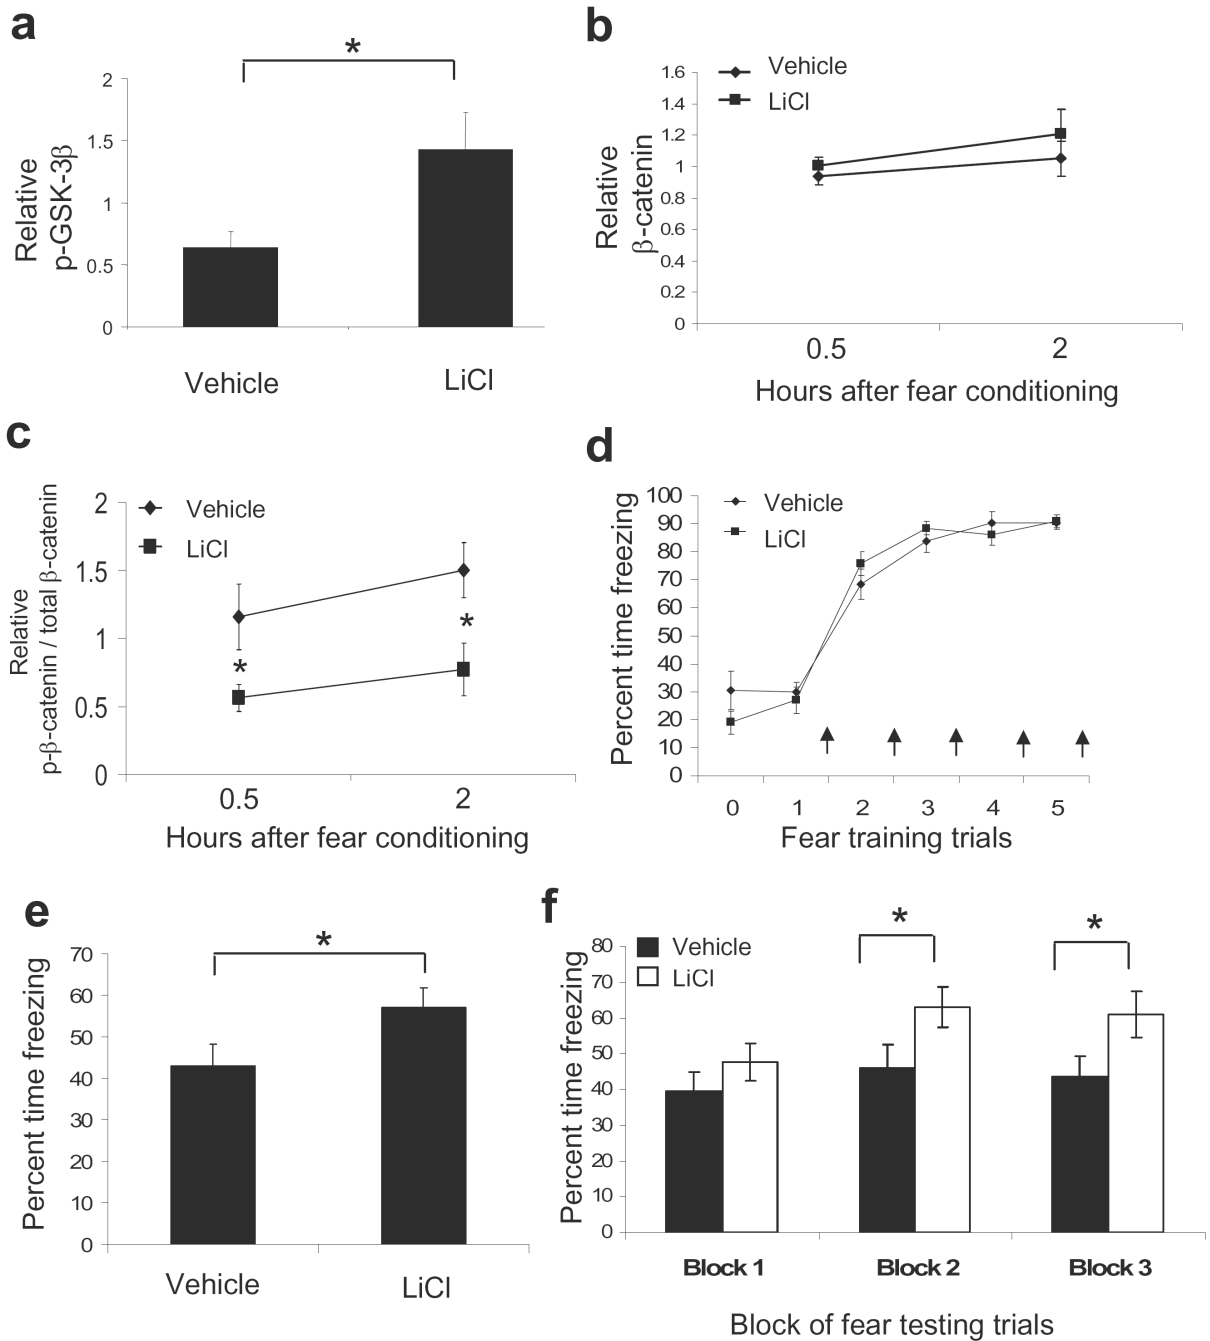 a
*
2
1.5
1
0.5
0
Relative
p-GSK-3β
Vehicle
LiCl
b
Vehicle
LiCl
1.6
1.4
1.2
1
0.8
0.6
0.4
0.2
0
Relative
β-catenin
0.5
2
Hours after fear conditioning
c
Vehicle
LiCl
2
1.5
1
0.5
0
Relative
p-β-catenin / total β-catenin
*
*
0.5
2
Hours after fear conditioning
d
Vehicle
LiCl
100
90
80
70
60
50
40
30
20
10
0
Percent time freezing
0 1 2 3 4 5
Fear training trials
e
*
70
60
50
40
30
20
10
0
Percent time freezing
Vehicle
LiCl
f
Vehicle
LiCl
*
*
80
70
60
50
40
30
20
10
0
Percent time freezing
Block 1
Block 2
Block 3
Block of fear testing trials